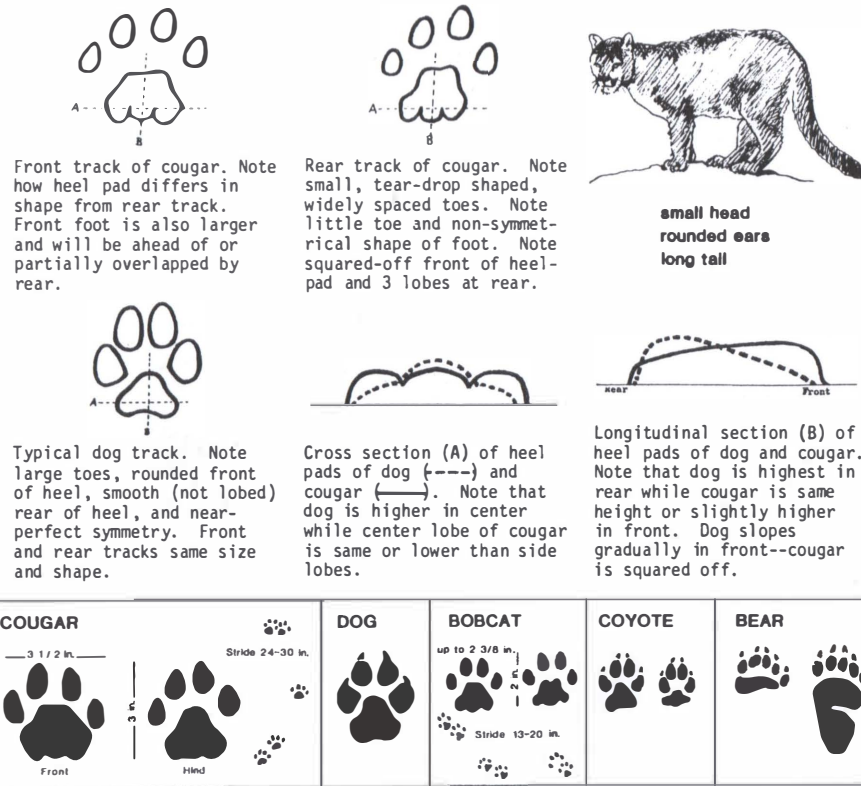 A
B
Front track of cougar. Note
how heel pad differs in
shape from rear track.
Front foot is also larger
and will be ahead of or
partially overlapped by
rear.
A
B
Rear track of cougar. Note
small, tear-drop shaped,
widely spaced toes. Note
little toe and non-symmet-
rical shape of foot. Note
squared-off front of heel-
pad and 3 lobes at rear.
small head
rounded ears
long tail
A
B
Typical dog track. Note
large toes, rounded front
of heel, smooth (not lobed)
rear of heel, and near-
perfect symmetry. Front
and rear tracks same size
and shape.
Cross section (A) of heel
pads of dog (----) and
cougar (——). Note that
dog is higher in center
while center lobe of cougar
is same or lower than side
lobes.
Rear Front
Longitudinal section (B) of
heel pads of dog and cougar.
Note that dog is highest in
rear while cougar is same
height or slightly higher
in front. Dog slopes
gradually in front--cougar
is squared off.
COUGAR
3 1/2 in.
3 in.
Stride 24-30 in.
Front
Hind
DOG
BOBCAT
up to 2 3/8 in.
2 in.
Stride 13-20 in.
COYOTE
BEAR